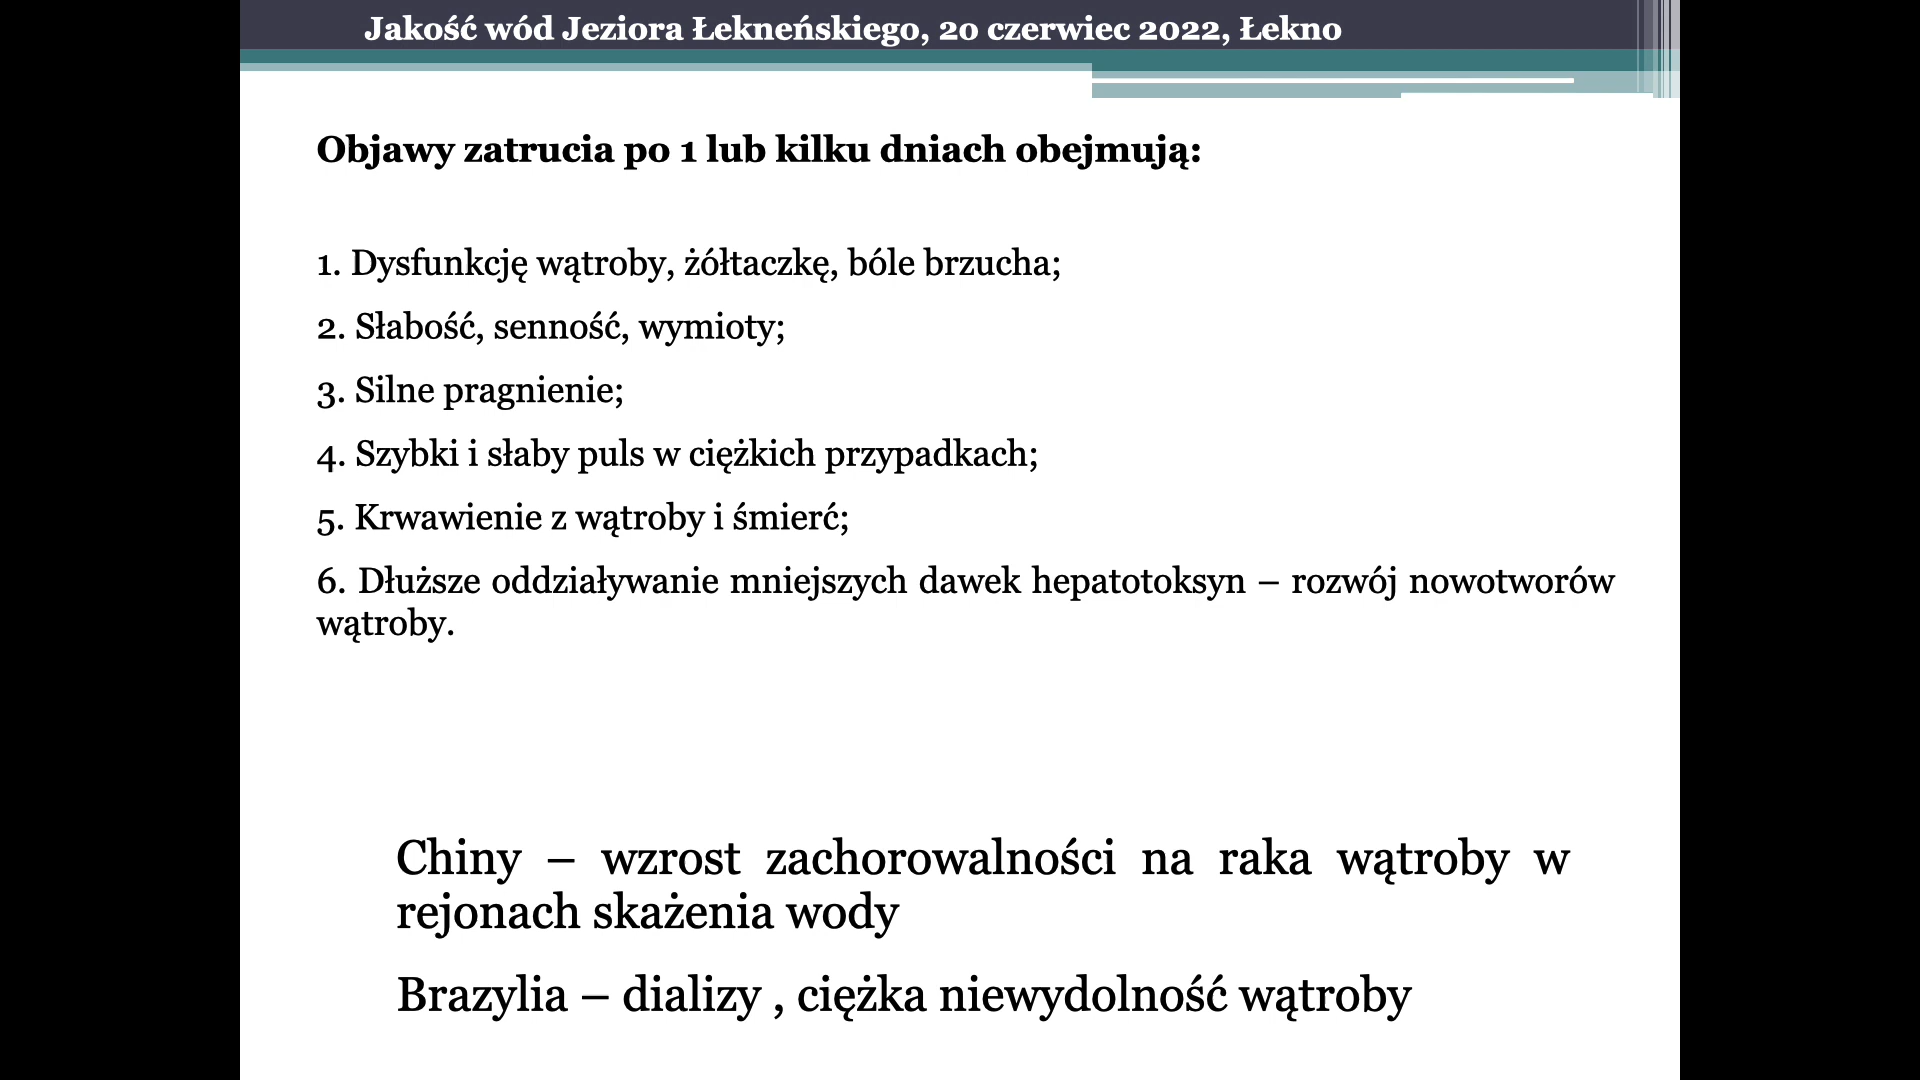 Jakość wód Jeziora Łekneńskiego, 20 czerwiec 2022, Łekno
Objawy zatrucia po 1 lub kilku dniach obejmują:
1. Dysfunkcję wątroby, żółtaczkę, bóle brzucha;
2. Słabość, senność, wymioty;
3. Silne pragnienie;
4. Szybki i słaby puls w ciężkich przypadkach;
5. Krwawienie z wątroby i śmierć;
6. Dłuższe oddziaływanie mniejszych dawek hepatotoksyn – rozwój nowotworów
wątroby.
Chiny – wzrost zachorowalności na raka wątroby w
rejonach skażenia wody
Brazylia – dializy , ciężka niewydolność wątroby